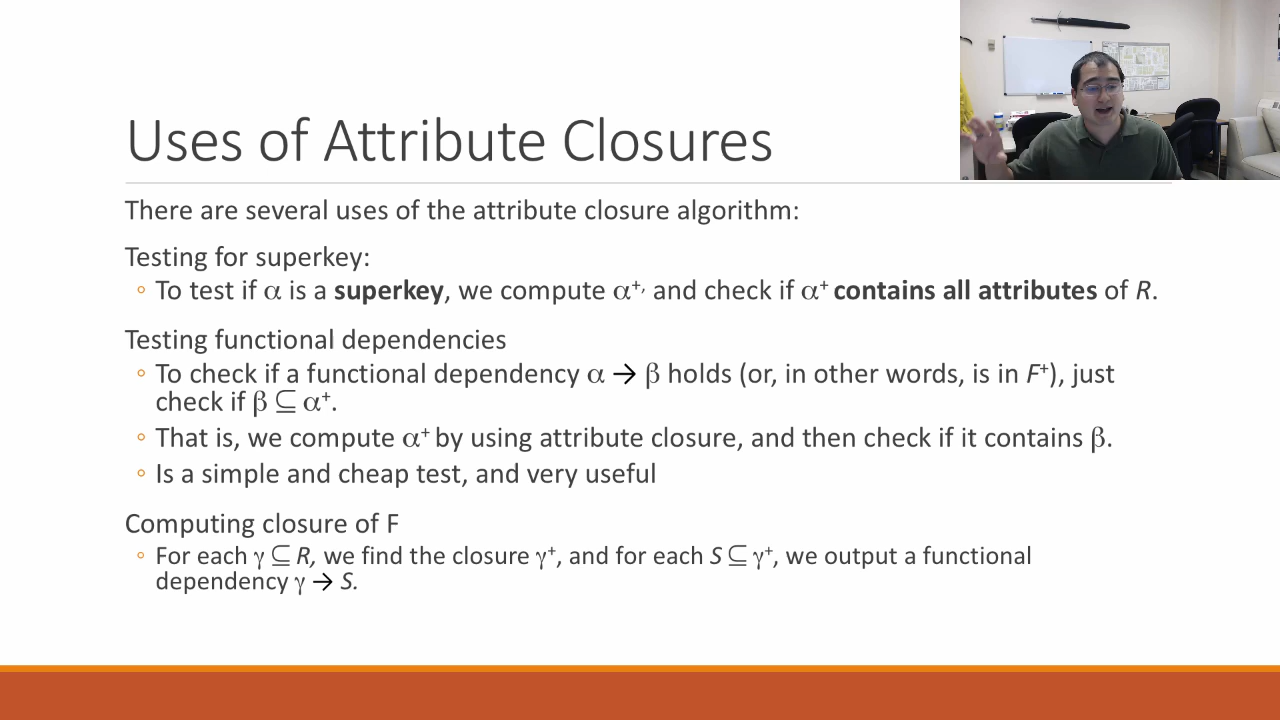 Uses of Attribute Closures
There are several uses of the attribute closure algorithm:
Testing for superkey:
◦ To test if α is a superkey, we compute α⁺, and check if α⁺ contains all attributes of R.
Testing functional dependencies
◦ To check if a functional dependency α → β holds (or, in other words, is in F⁺), just
check if β ⊆ α⁺.
◦ That is, we compute α⁺ by using attribute closure, and then check if it contains β.
◦ Is a simple and cheap test, and very useful
Computing closure of F
◦ For each γ ⊆ R, we find the closure γ⁺, and for each S ⊆ γ⁺, we output a functional
dependency γ → S.